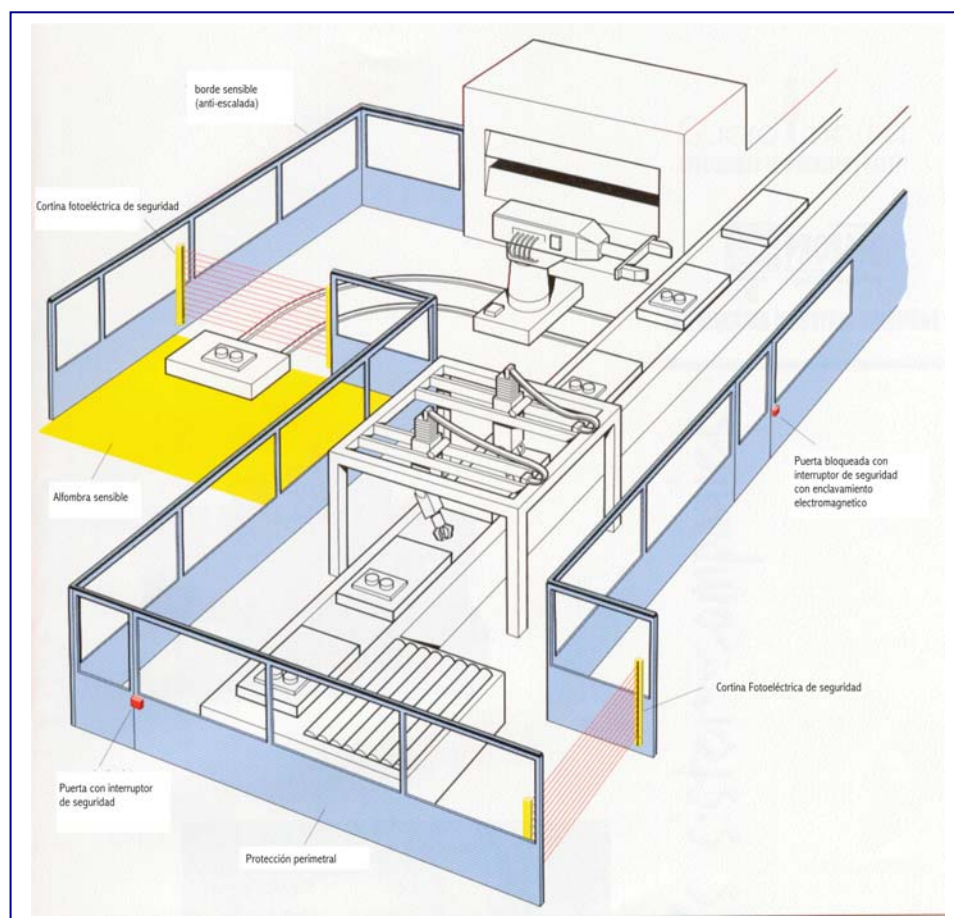 borde sensible
(anti-escalada)
Cortina fotoeléctrica de seguridad
Alfombra sensible
Puerta bloqueada con
interruptor de seguridad
con enclavamiento
electromagnetico
Cortina Fotoeléctrica de seguridad
Puerta con interruptor
de seguridad
Protección perimetral